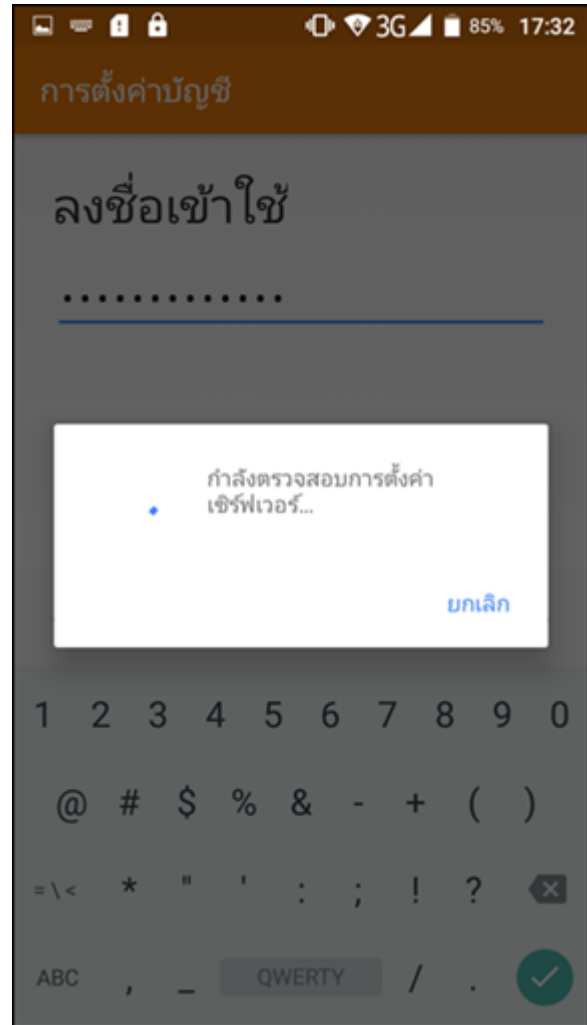 3G 85% 17:32
การตั้งค่าบัญชี
ลงชื่อเข้าใช้
.............
กำลังตรวจสอบการตั้งค่า
เซิร์ฟเวอร์...
ยกเลิก
1 2 3 4 5 6 7 8 9 0
@ # $ % & - + ( )
= \ < * " ' : ; ! ?
ABC , _ QWERTY / .